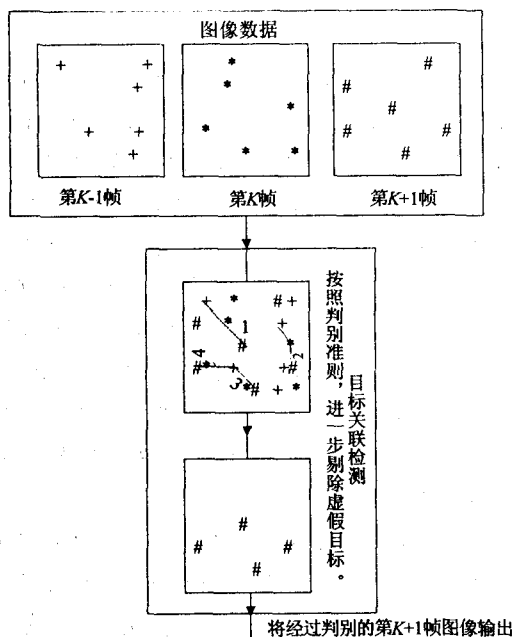 图像数据
第K-1帧
第K帧
第K+1帧
1
2
3
4
按照判别准则，进一步剔除虚假目标。
目标关联检测
将经过判别的第K+1帧图像输出